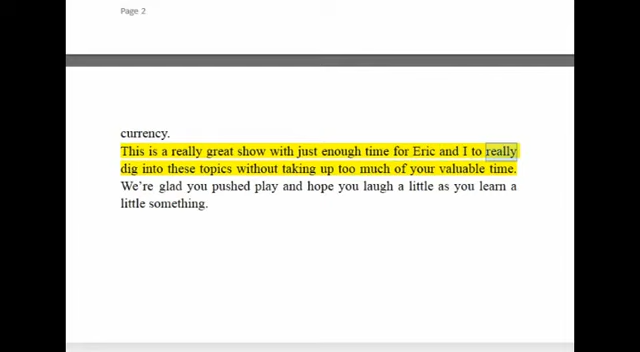 Page 2
currency.
This is a really great show with just enough time for Eric and I to really
dig into these topics without taking up too much of your valuable time.
We're glad you pushed play and hope you laugh a little as you learn a
little something.